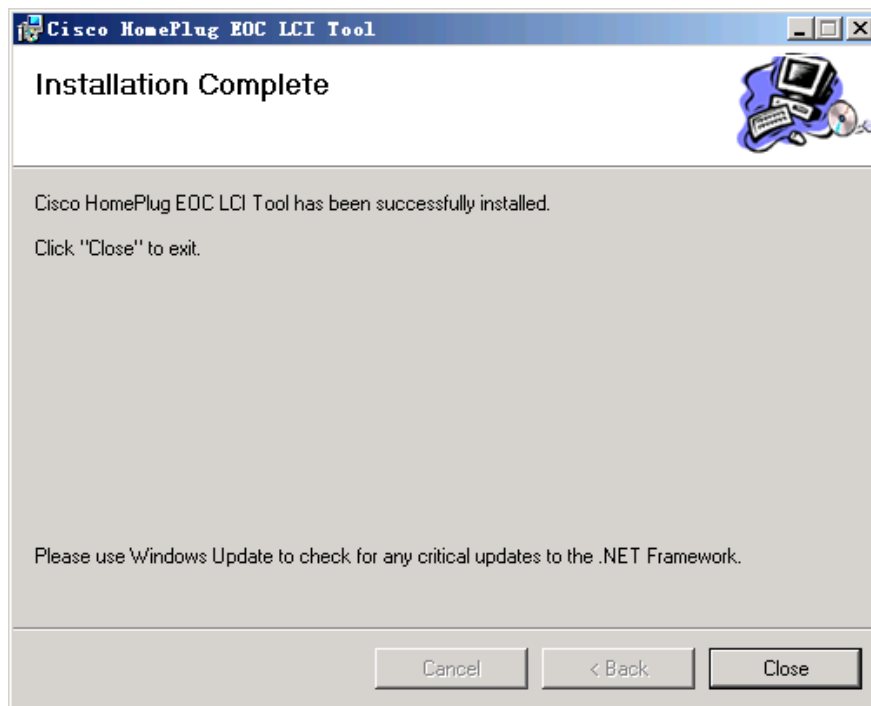 Cisco HomePlug EOC LCI Tool
Installation Complete
Cisco HomePlug EOC LCI Tool has been successfully installed.
Click "Close" to exit.
Please use Windows Update to check for any critical updates to the .NET Framework.
Cancel
< Back
Close